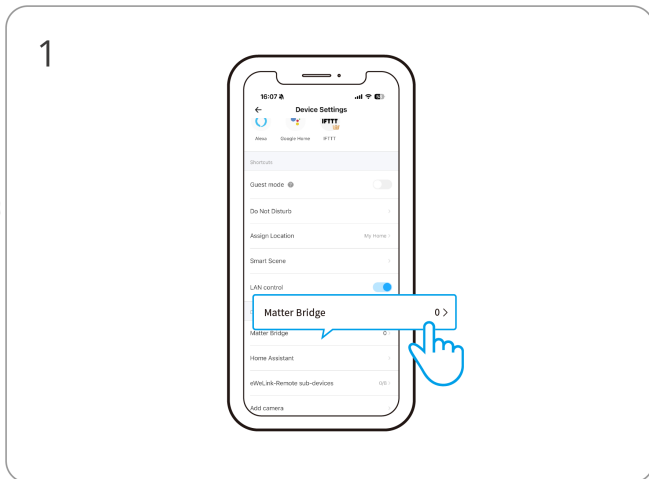 1
16:07
Device Settings
IFTTT
Alexa Google Home IFTTT
Shortcuts
Guest mode
Do Not Disturb
Assign Location My Home >
Smart Scene >
LAN control
Matter Bridge 0 >
Matter Bridge 0 >
Home Assistant >
eWeLink-Remote sub-devices 0/8 >
Add camera >